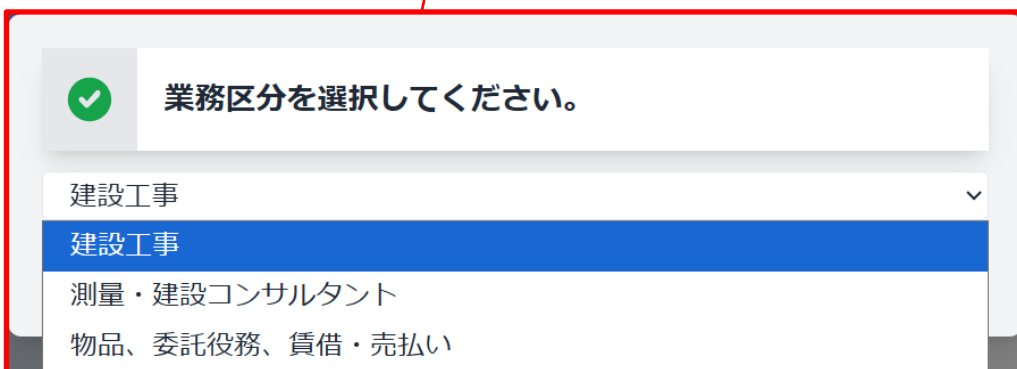 業務区分を選択してください。
建設工事
建設工事
測量・建設コンサルタント
物品、委託役務、賃借・売払い